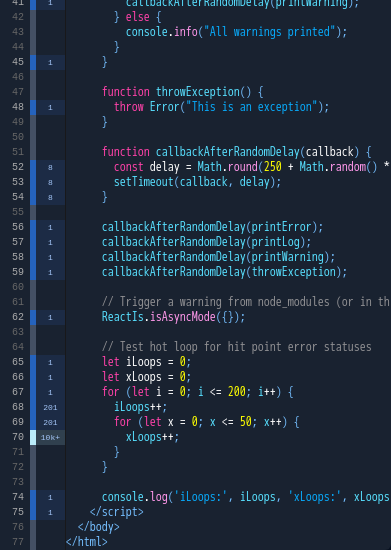 41 1 callbackAfterRandomDelay(printWarning);
42 } else {
43 console.info("All warnings printed");
44 }
45 1 }
46
47 function throwException() {
48 1 throw Error("This is an exception");
49 }
50
51 function callbackAfterRandomDelay(callback) {
52 8 const delay = Math.round(250 + Math.random() *
53 8 setTimeout(callback, delay);
54 8 }
55
56 1 callbackAfterRandomDelay(printError);
57 1 callbackAfterRandomDelay(printLog);
58 1 callbackAfterRandomDelay(printWarning);
59 1 callbackAfterRandomDelay(throwException);
60
61 // Trigger a warning from node_modules (or in th
62 1 ReactIs.isAsyncMode({});
63
64 // Test hot loop for hit point error statuses
65 1 let iLoops = 0;
66 1 let xLoops = 0;
67 1 for (let i = 0; i <= 200; i++) {
68 201 iLoops++;
69 201 for (let x = 0; x <= 50; x++) {
70 10k+ xLoops++;
71 }
72 }
73
74 1 console.log('iLoops:', iLoops, 'xLoops:', xLoops
75 1 </script>
76 </body>
77 </html>